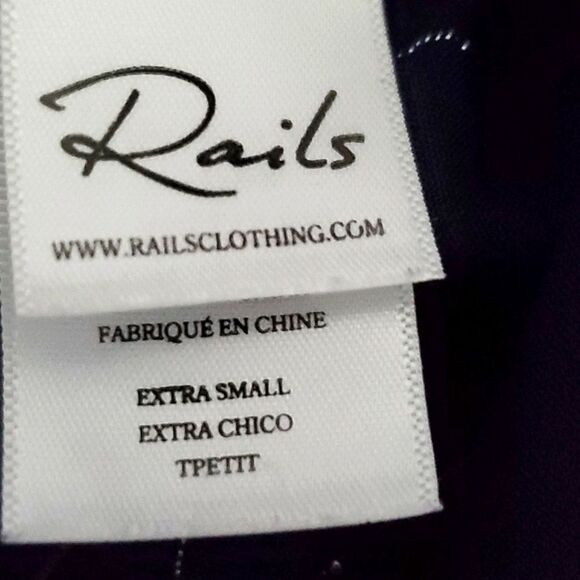 Rails
WWW.RAILSCLOTHING.COM
FABRIQUÉ EN CHINE
EXTRA SMALL
EXTRA CHICO
TPETIT